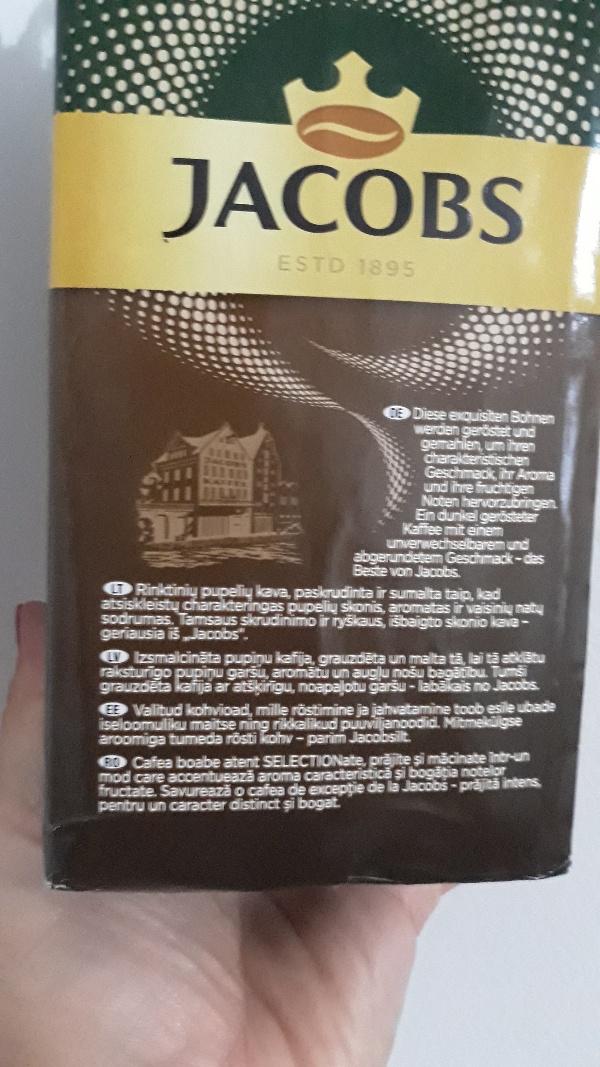 JACOBS
ESTD 1895
DE Diese exquisiten Bohnen
werden geröstet und
gemahlen, um ihren
charakteristischen
Geschmack, ihr Aroma
und ihre fruchtigen
Noten hervorzubringen.
Ein dunkel gerösteter
Kaffee mit einem
unverwechselbarem und
abgerundetem Geschmack - das
Beste von Jacobs.
LT Rinktinių pupelių kava, paskrudinta ir sumalta taip, kad
atsiskleistų charakteringas pupelių skonis, aromatas ir vaisinių natų
sodrumas. Tamsaus skrudinimo ir ryškaus, išbaigto skonio kava –
geriausia iš „Jacobs".
LV Izsmalcināta pupiņu kafija, grauzdēta un malta tā, lai tā atklātu
raksturīgo pupiņu garšu, aromātu un augļu nošu bagātību. Tumši
grauzdēta kafija ar atšķirīgu, noapaļotu garšu - labākais no Jacobs.
EE Valitud kohvioad, mille röstimine ja jahvatamine toob esile ubade
iseloomuliku maitse ning rikkalikud puuviljanoodid. Mitmekülgse
aroomiga tumeda rösti kohv – parim Jacobsilt.
RO Cafea boabe atent SELECTIONate, prăjite și măcinate într-un
mod care accentuează aroma caracteristică și bogăția notelor
fructate. Savurează o cafea de excepție de la Jacobs - prăjită intens,
pentru un caracter distinct și bogat.